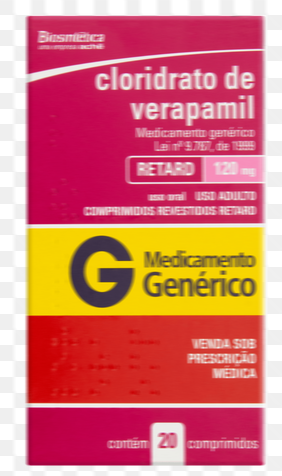 Biosintética
uma empresa aché
cloridrato de
verapamil
Medicamento genérico
Lei nº 9.787, de 1999
RETARD 120 mg
uso oral USO ADULTO
COMPRIMIDOS REVESTIDOS RETARD
G Medicamento
Genérico
VENDA SOB
PRESCRIÇÃO
MÉDICA
contém 20 comprimidos